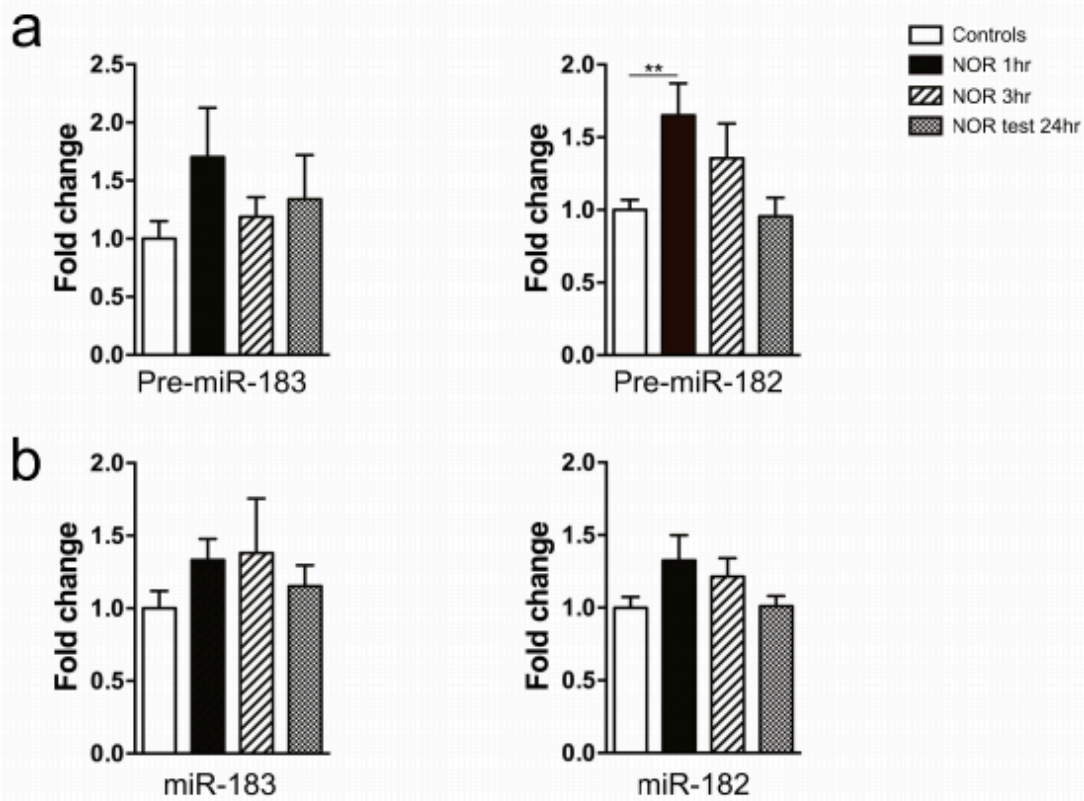 a
Controls
NOR 1hr
NOR 3hr
NOR test 24hr
Fold change
2.5
2.0
1.5
1.0
0.5
0.0
Pre-miR-183
Fold change
2.0
1.5
1.0
0.5
0.0
**
Pre-miR-182
b
Fold change
2.0
1.5
1.0
0.5
0.0
miR-183
Fold change
2.0
1.5
1.0
0.5
0.0
miR-182